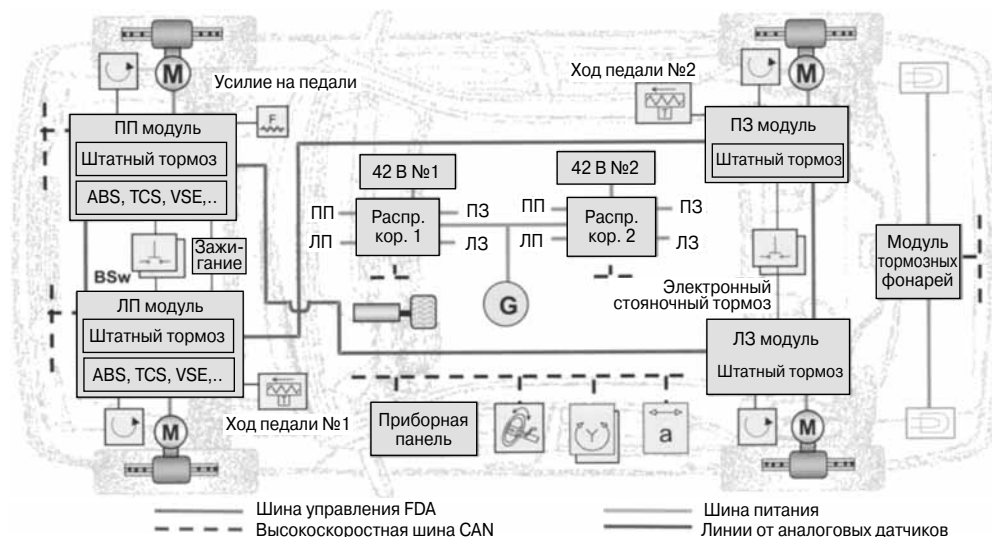 Усилие на педали
Ход педали №2
M
M
F
ПП модуль
Штатный тормоз
ABS, TCS, VSE,..
ПЗ модуль
Штатный тормоз
T
42 В №1
42 В №2
ПП
ЛП
Распр.
кор. 1
ПЗ
ЛЗ
ПП
ЛП
Распр.
кор. 2
ПЗ
ЛЗ
Зажи-
гание
BSw
G
Модуль
тормозных
фонарей
Электронный
стояночный тормоз
ЛП модуль
Штатный тормоз
ABS, TCS, VSE,..
ЛЗ модуль
Штатный тормоз
T
Ход педали №1
Приборная
панель
Y
a
M
M
Шина управления FDA
Высокоскоростная шина CAN
Шина питания
Линии от аналоговых датчиков